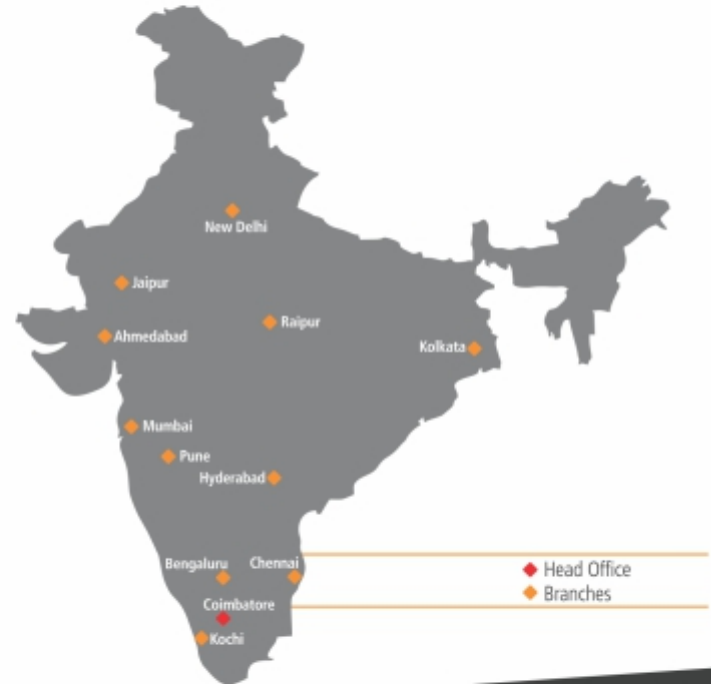 New Delhi
Jaipur
Raipur
Ahmedabad
Kolkata
Mumbai
Pune
Hyderabad
Bengaluru
Chennai
Head Office
Branches
Coimbatore
Kochi